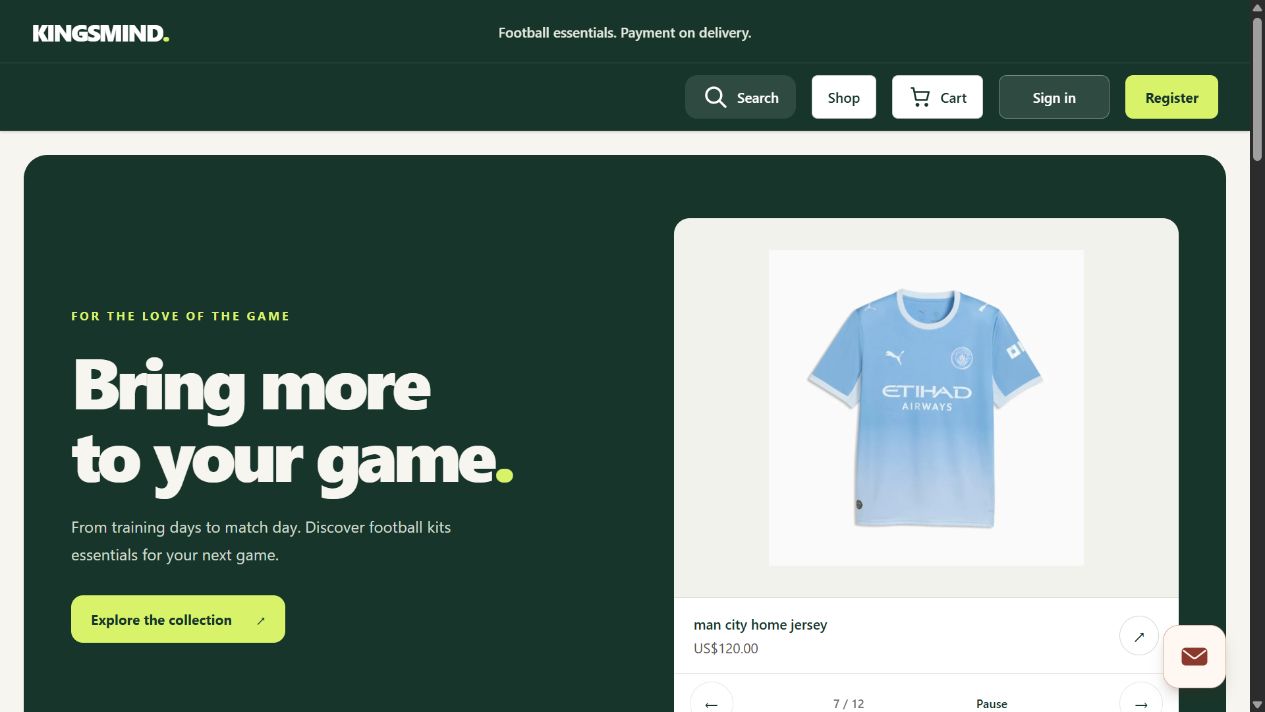 KINGSMIND.
Football essentials. Payment on delivery.
Search
Shop
Cart
Sign in
Register
FOR THE LOVE OF THE GAME
Bring more
to your game.
From training days to match day. Discover football kits
essentials for your next game.
Explore the collection ↗
ETIHAD
AIRWAYS
man city home jersey
US$120.00
↗
← 7 / 12 Pause →